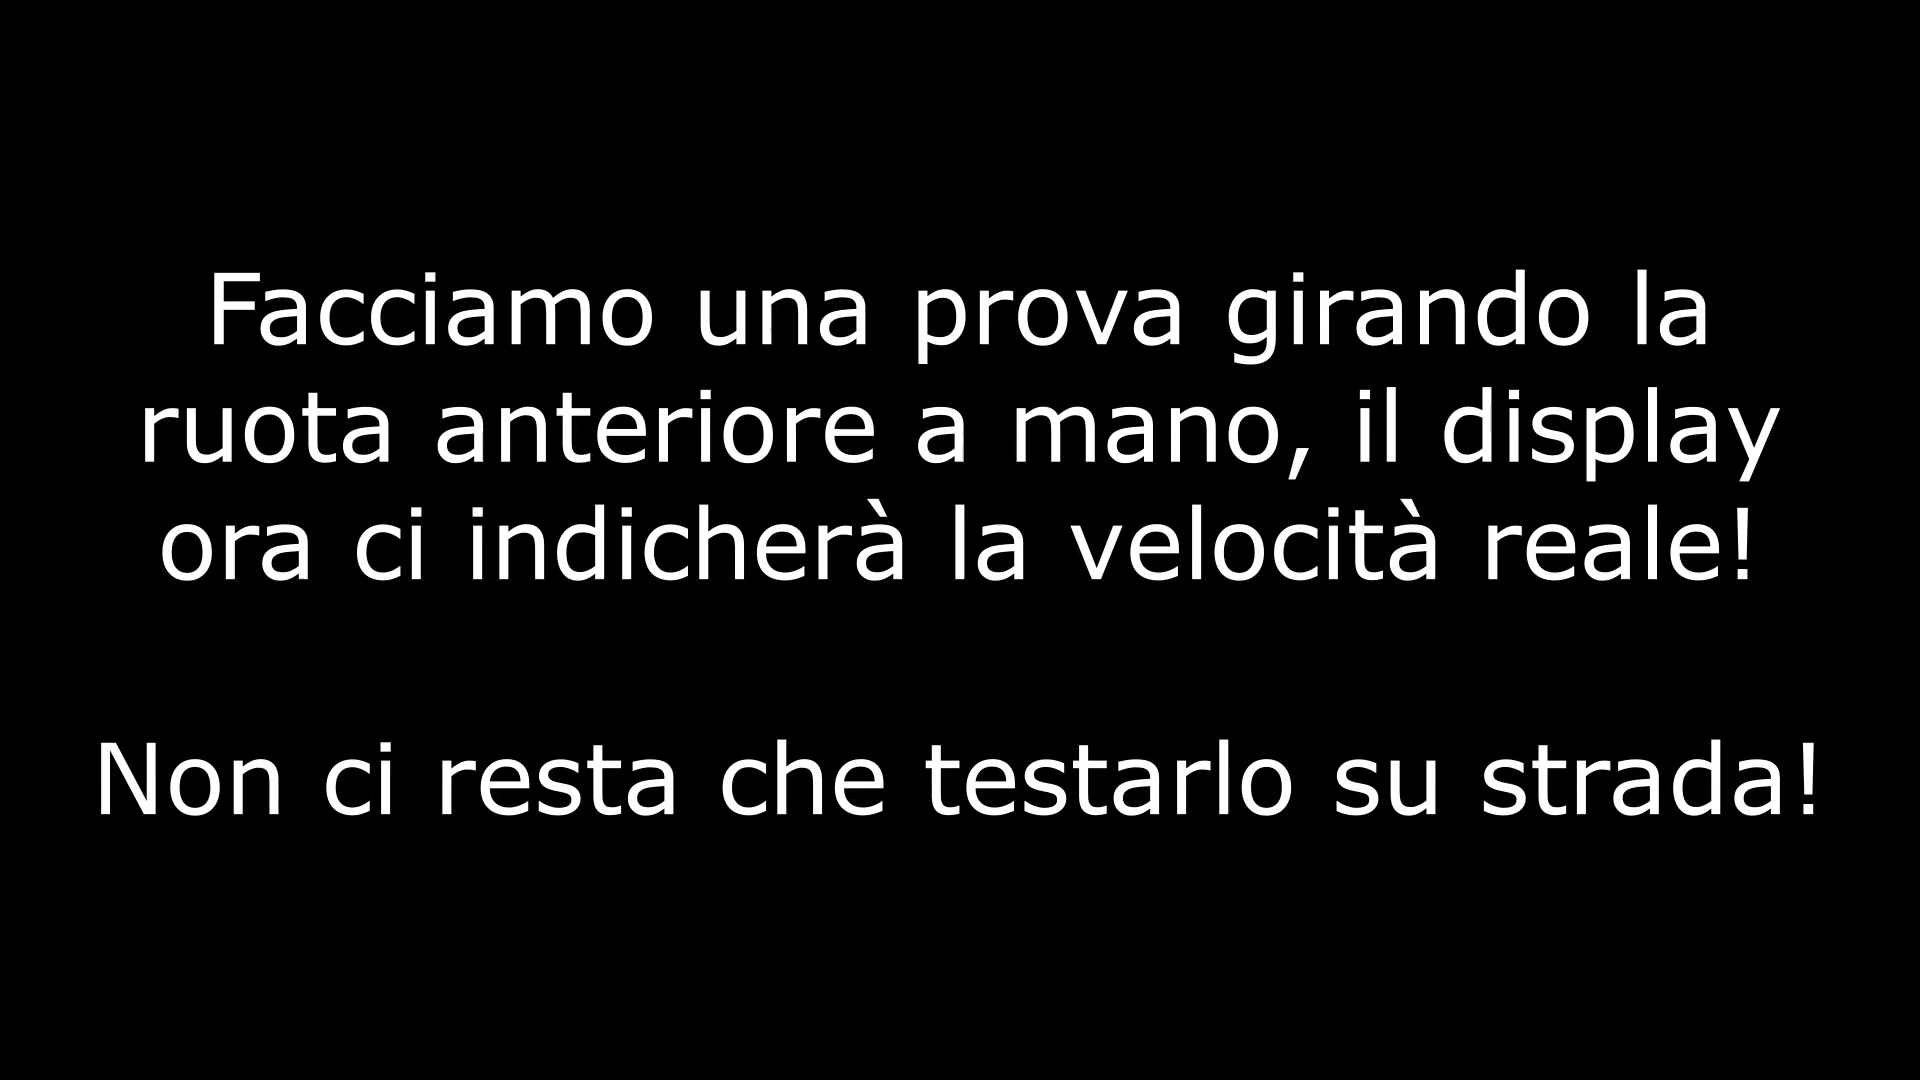 Facciamo una prova girando la
ruota anteriore a mano, il display
ora ci indicherà la velocità reale!
Non ci resta che testarlo su strada!